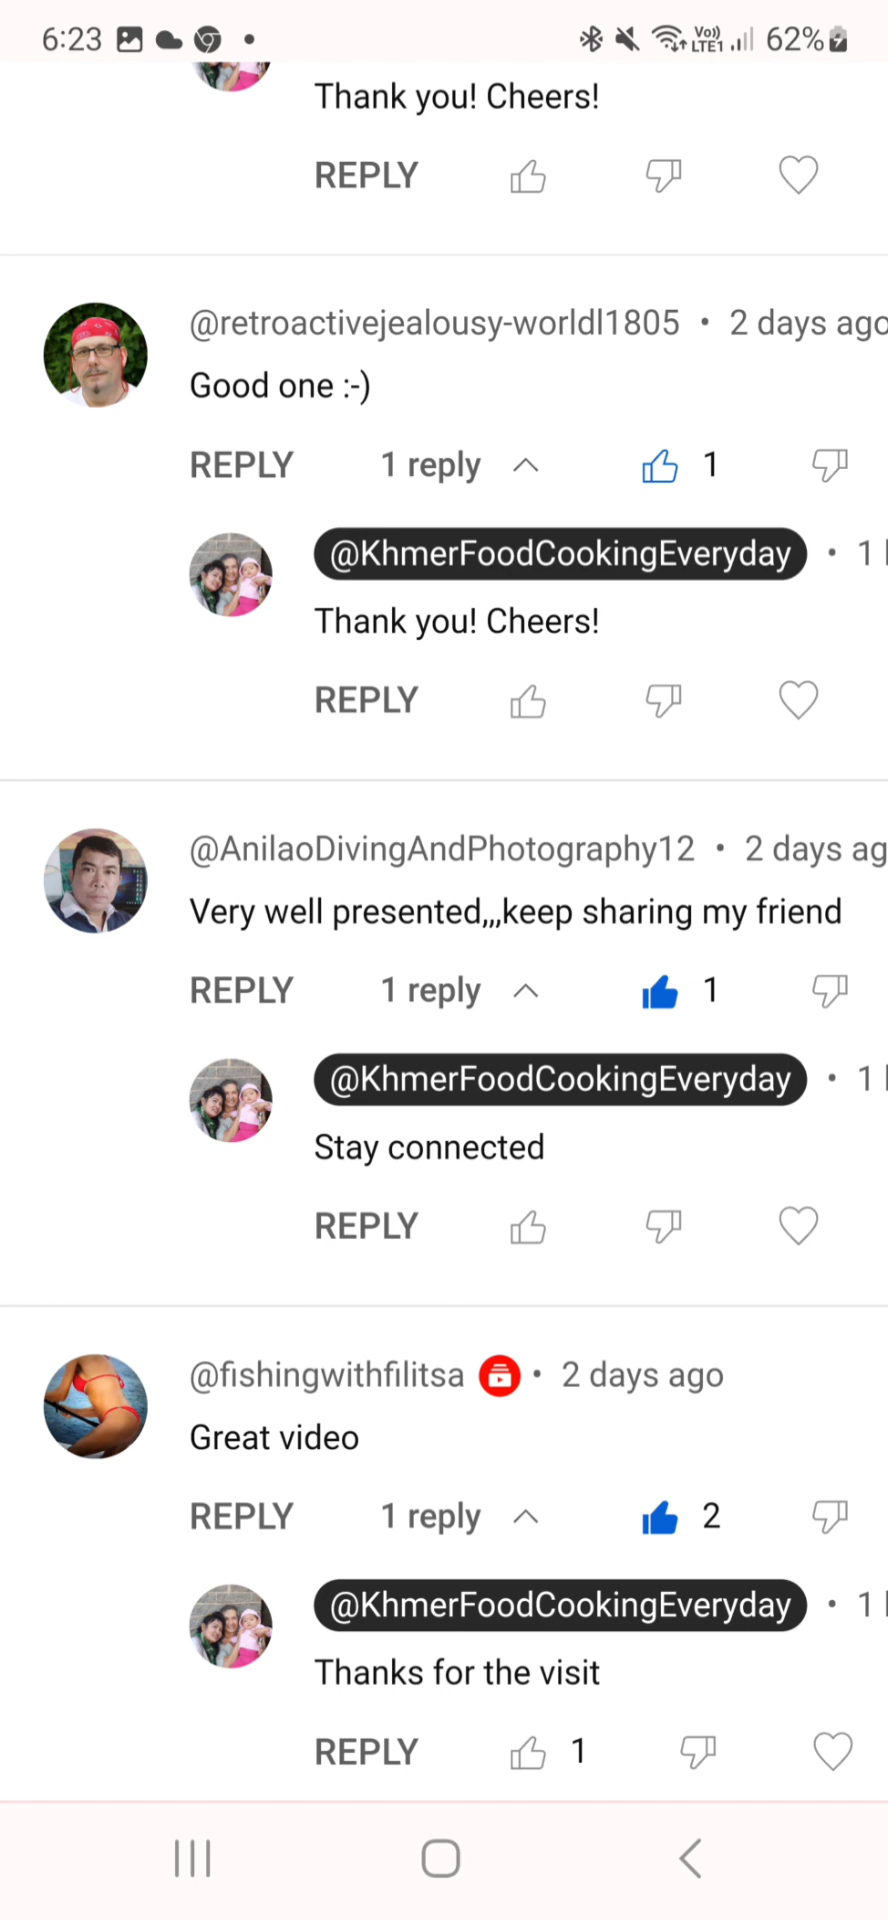 6:23 Vo)) LTE1 62%
Thank you! Cheers!
REPLY
@retroactivejealousy-worldl1805 • 2 days ago
Good one :-)
REPLY 1 reply 1
@KhmerFoodCookingEveryday • 1
Thank you! Cheers!
REPLY
@AnilaoDivingAndPhotography12 • 2 days ag
Very well presented,,,keep sharing my friend
REPLY 1 reply 1
@KhmerFoodCookingEveryday • 1
Stay connected
REPLY
@fishingwithfilitsa • 2 days ago
Great video
REPLY 1 reply 2
@KhmerFoodCookingEveryday • 1
Thanks for the visit
REPLY 1